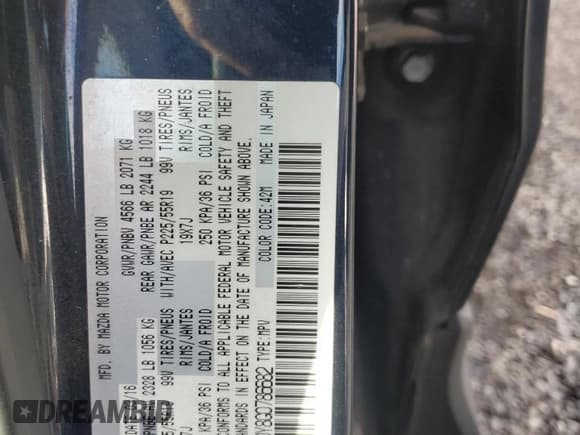 MFD. BY MAZDA MOTOR CORPORATION
GVWR/PNBV 4566 LB 2071 KG
2328 LB 1056 KG REAR GAWR/PNBE AR 2244 LB 1018 KG
99V TIRES/PNEUS WITH/AVEC P225/55R19 99V TIRES/PNEUS
RIMS/JANTES 19X7J RIMS/JANTES
KPA/36 PSI COLD/A FROID 250 KPA/36 PSI COLD/A FROID
CONFORMS TO ALL APPLICABLE FEDERAL MOTOR VEHICLE SAFETY AND THEFT
STANDARDS IN EFFECT ON THE DATE OF MANUFACTURE SHOWN ABOVE.
TYPE:MPV COLOR CODE:42M MADE IN JAPAN
RIDESAFELY